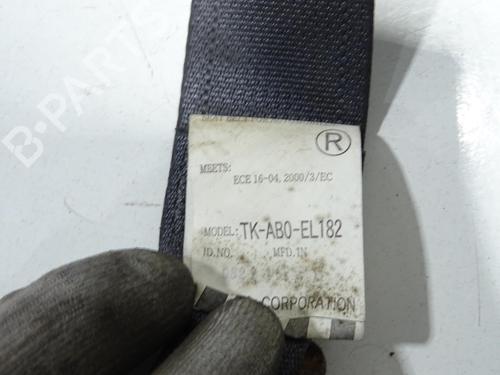 B-PARTS
R
MEETS:
ECE 16-04, 2000/3/EC
MODEL: TK-AB0-EL182
ID.NO. MFD.IN
CORPORATION